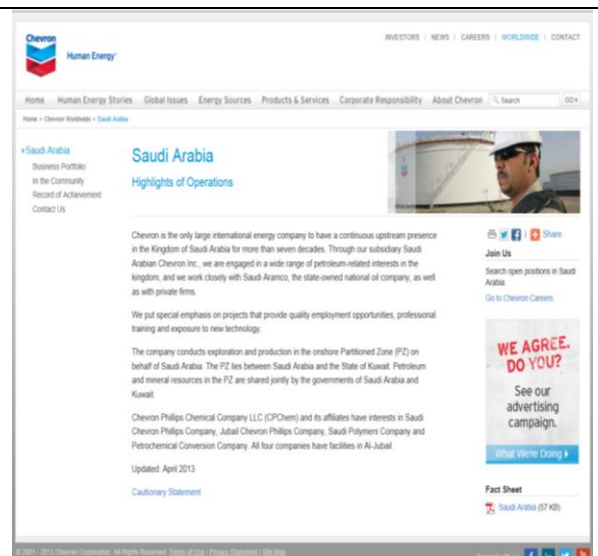 Chevron
Human Energy
INVESTORS | NEWS | CAREERS | WORLDWIDE | CONTACT
Home Human Energy Stories Global Issues Energy Sources Products & Services Corporate Responsibility About Chevron Search GO
Home > Chevron Worldwide > Saudi Arabia
Saudi Arabia
Business Portfolio
In the Community
Record of Achievement
Contact Us
Saudi Arabia
Highlights of Operations
Chevron is the only large international energy company to have a continuous upstream presence
in the Kingdom of Saudi Arabia for more than seven decades. Through our subsidiary Saudi
Arabian Chevron Inc., we are engaged in a wide range of petroleum-related interests in the
kingdom, and we work closely with Saudi Aramco, the state-owned national oil company, as well
as with private firms.
We put special emphasis on projects that provide quality employment opportunities, professional
training and exposure to new technology.
The company conducts exploration and production in the onshore Partitioned Zone (PZ) on
behalf of Saudi Arabia. The PZ lies between Saudi Arabia and the State of Kuwait. Petroleum
and mineral resources in the PZ are shared jointly by the governments of Saudi Arabia and
Kuwait.
Chevron Phillips Chemical Company LLC (CPChem) and its affiliates have interests in Saudi
Chevron Phillips Company, Jubail Chevron Phillips Company, Saudi Polymers Company and
Petrochemical Conversion Company. All four companies have facilities in Al-Jubail.
Updated: April 2013
Cautionary Statement
Share
Join Us
Search open positions in Saudi
Arabia.
Go to Chevron Careers
WE AGREE.
DO YOU?
See our
advertising
campaign.
What We're Doing
Fact Sheet
Saudi Arabia (57 KB)
© 2001 - 2013 Chevron Corporation. All Rights Reserved. Terms of Use | Privacy Statement | Site Map